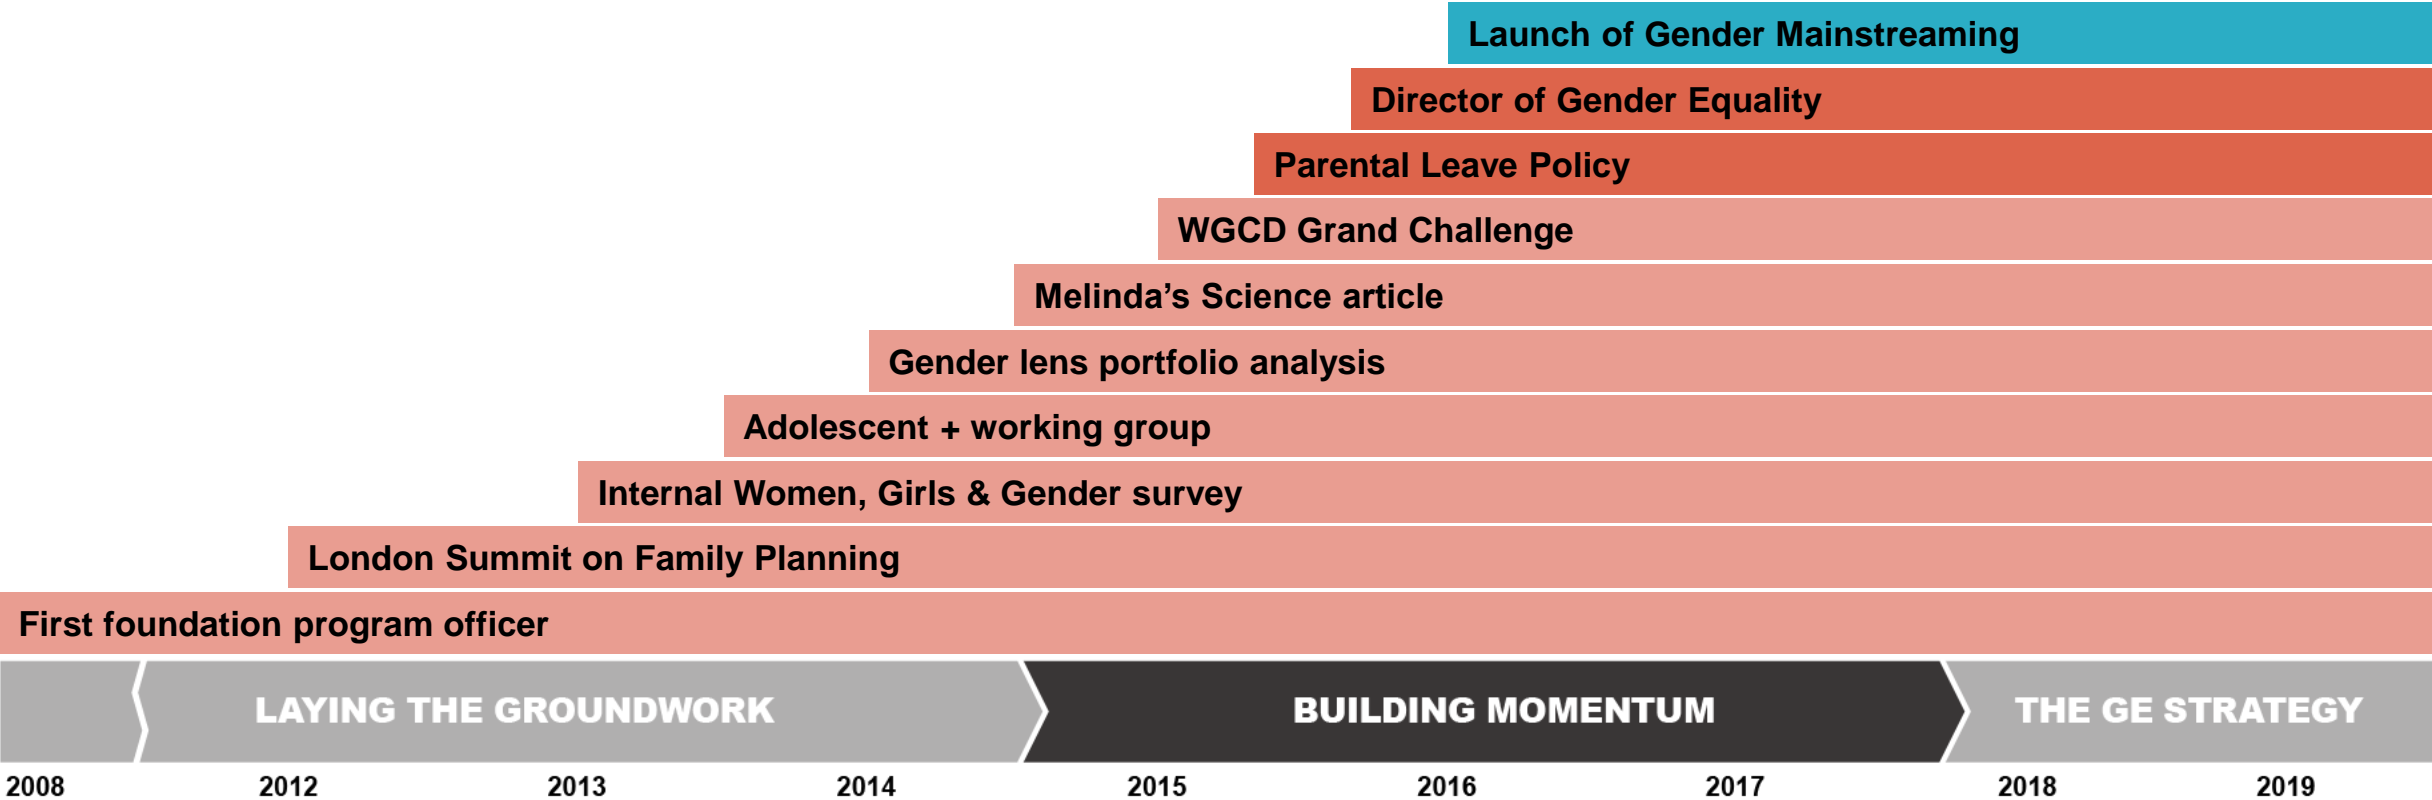 Launch of Gender Mainstreaming
Director of Gender Equality
Parental Leave Policy
WGCD Grand Challenge
Melinda’s Science article
Gender lens portfolio analysis
Adolescent + working group
Internal Women, Girls & Gender survey
London Summit on Family Planning
First foundation program officer
LAYING THE GROUNDWORK BUILDING MOMENTUM THE GE STRATEGY
2008 2012 2013 2014 2015 2016 2017 2018 2019